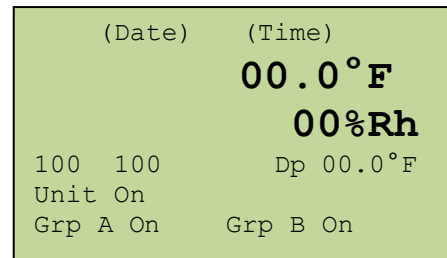 (Date) (Time)
00.0°F
00%Rh
100 100 Dp 00.0°F
Unit On
Grp A On Grp B On